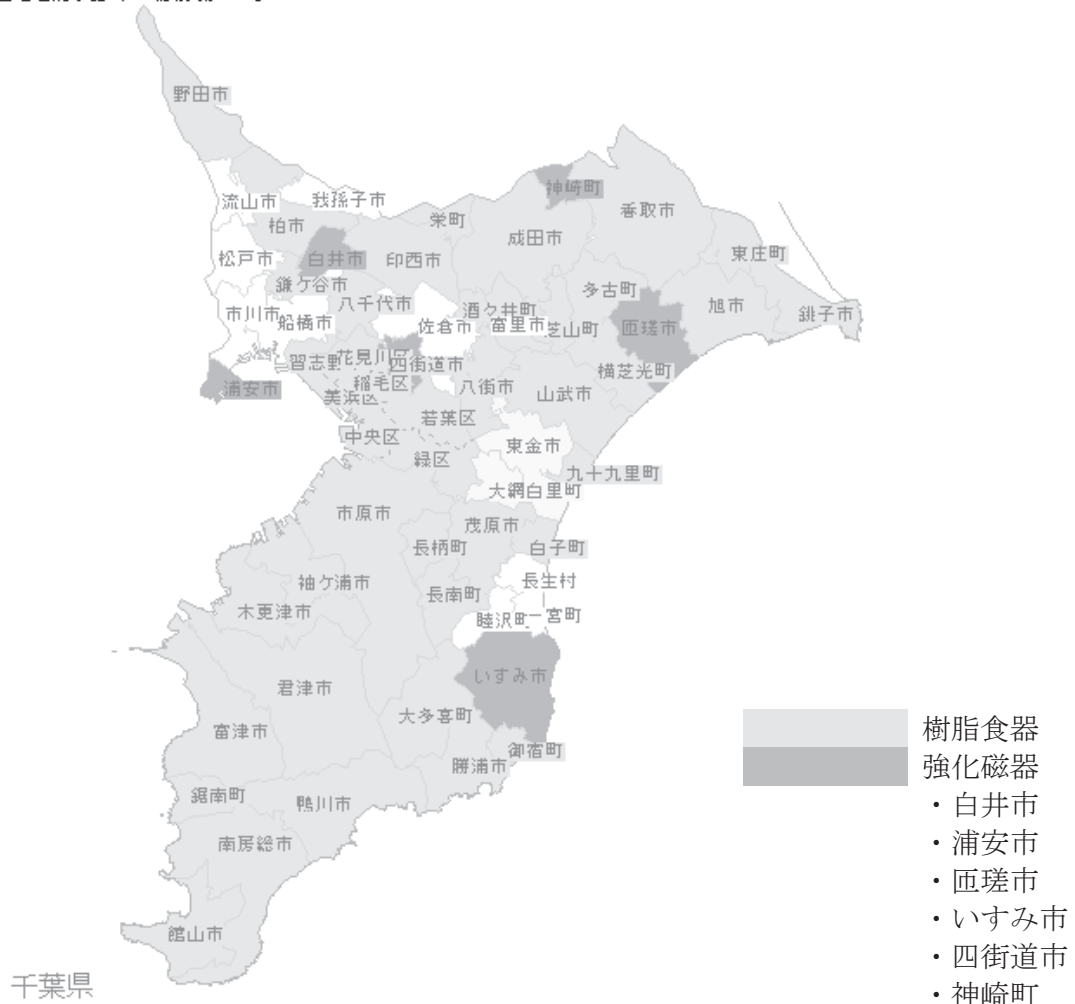 野田市
流山市
我孫子市
柏市
松戸市
白井市
印西市
栄町
成田市
神崎町
香取市
東庄町
鎌ケ谷市
市川市
船橋市
八千代市
佐倉市
酒々井町
富里市
芝山町
多古町
匝瑳市
旭市
銚子市
浦安市
習志野
花見川区
四街道市
稲毛区
美浜区
八街市
山武市
横芝光町
若葉区
中央区
緑区
東金市
九十九里町
大網白里町
市原市
茂原市
長柄町
白子町
袖ケ浦市
長南町
長生村
木更津市
睦沢町
一宮町
いすみ市
君津市
大多喜町
富津市
御宿町
勝浦市
鋸南町
鴨川市
南房総市
館山市
千葉県
樹脂食器
強化磁器
・白井市
・浦安市
・匝瑳市
・いすみ市
・四街道市
・神崎町